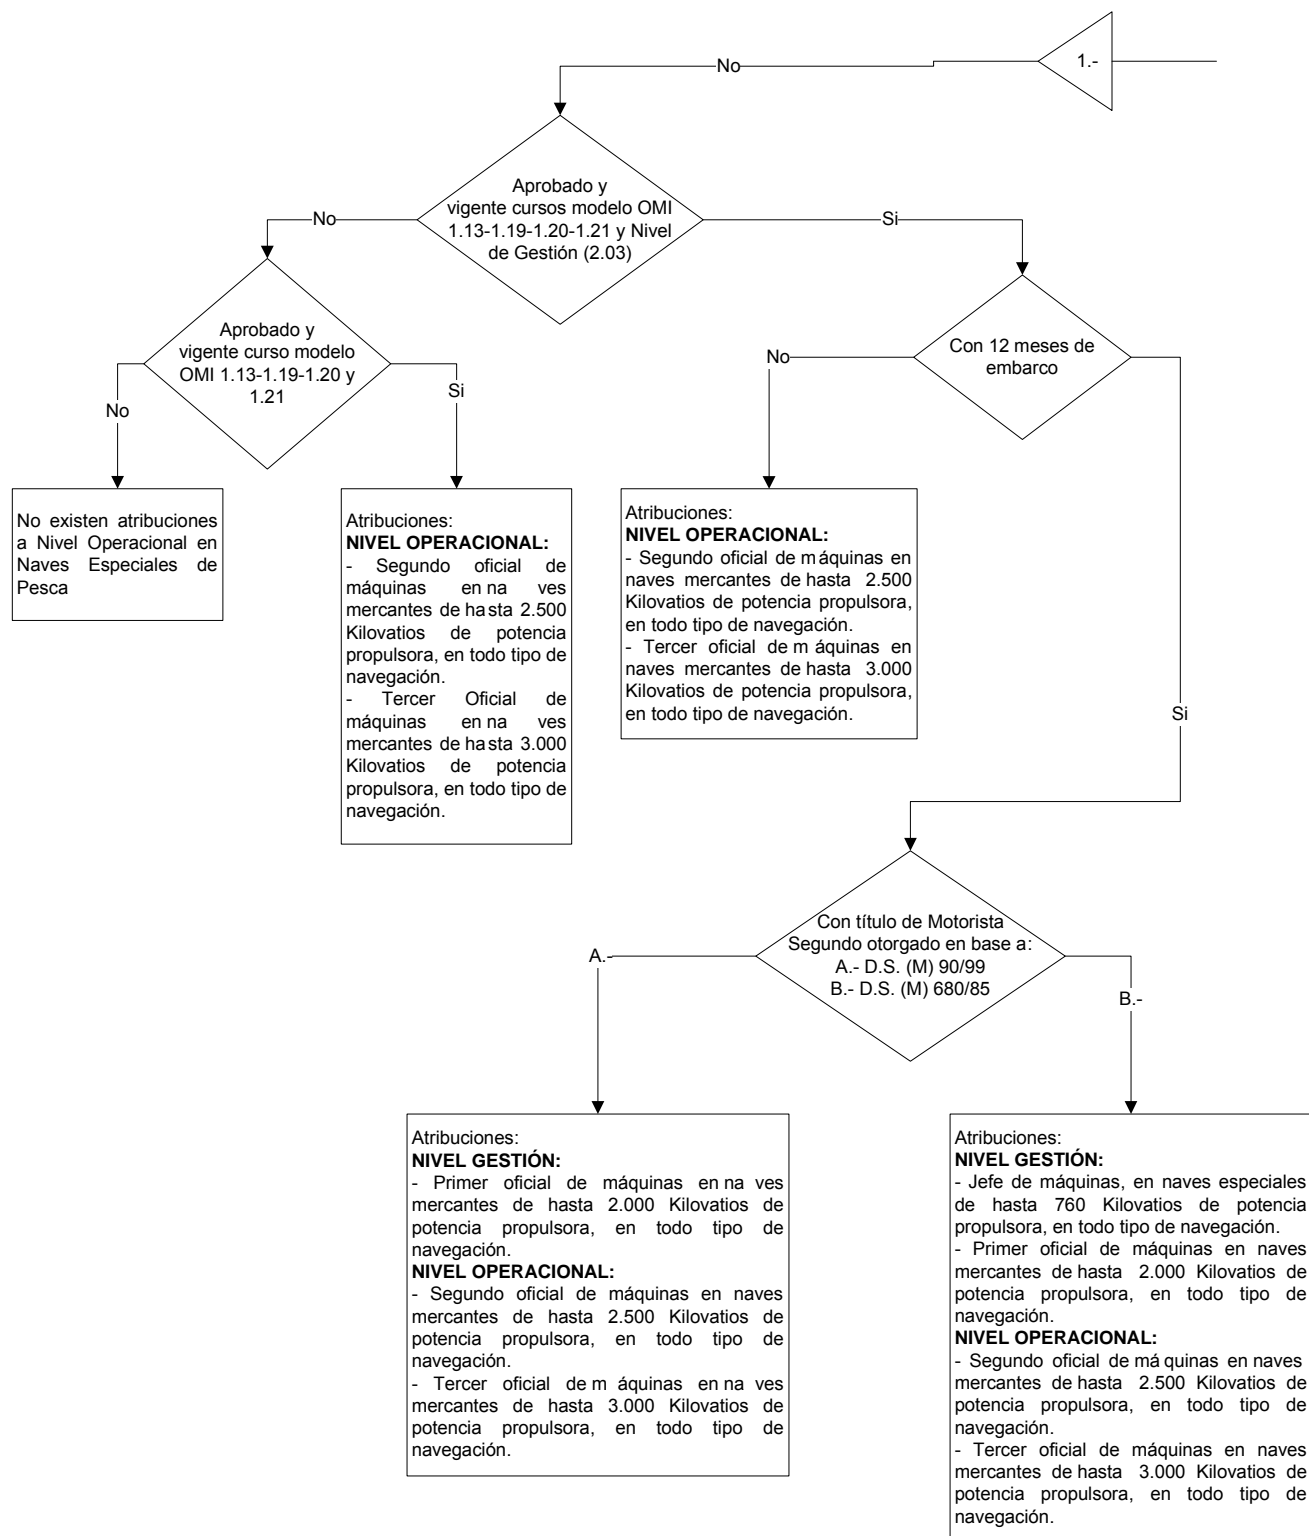 1.-
No
Aprobado y
vigente cursos modelo OMI
1.13-1.19-1.20-1.21 y Nivel
de Gestión (2.03)
No
Si
Aprobado y
vigente curso modelo
OMI 1.13-1.19-1.20 y
1.21
Con 12 meses de
embarco
No
Si
No
Si
No existen atribuciones
a Nivel Operacional en
Naves Especiales de
Pesca
Atribuciones:
NIVEL OPERACIONAL:
- Segundo oficial de
máquinas en na ves
mercantes de ha sta 2.500
Kilovatios de potencia
propulsora, en todo tipo de
navegación.
- Tercer Oficial de
máquinas en na ves
mercantes de ha sta 3.000
Kilovatios de potencia
propulsora, en todo tipo de
navegación.
Atribuciones:
NIVEL OPERACIONAL:
- Segundo oficial de m áquinas en
naves mercantes de hasta 2.500
Kilovatios de potencia propulsora,
en todo tipo de navegación.
- Tercer oficial de m áquinas en
naves mercantes de hasta 3.000
Kilovatios de potencia propulsora,
en todo tipo de navegación.
Con título de Motorista
Segundo otorgado en base a:
A.- D.S. (M) 90/99
B.- D.S. (M) 680/85
A.-
B.-
Atribuciones:
NIVEL GESTIÓN:
- Primer oficial de máquinas en na ves
mercantes de hasta 2.000 Kilovatios de
potencia propulsora, en todo tipo de
navegación.
NIVEL OPERACIONAL:
- Segundo oficial de máquinas en naves
mercantes de hasta 2.500 Kilovatios de
potencia propulsora, en todo tipo de
navegación.
- Tercer oficial de m áquinas en na ves
mercantes de hasta 3.000 Kilovatios de
potencia propulsora, en todo tipo de
navegación.
Atribuciones:
NIVEL GESTIÓN:
- Jefe de máquinas, en naves especiales
de hasta 760 Kilovatios de potencia
propulsora, en todo tipo de navegación.
- Primer oficial de máquinas en naves
mercantes de hasta 2.000 Kilovatios de
potencia propulsora, en todo tipo de
navegación.
NIVEL OPERACIONAL:
- Segundo oficial de má quinas en naves
mercantes de hasta 2.500 Kilovatios de
potencia propulsora, en todo tipo de
navegación.
- Tercer oficial de máquinas en naves
mercantes de hasta 3.000 Kilovatios de
potencia propulsora, en todo tipo de
navegación.